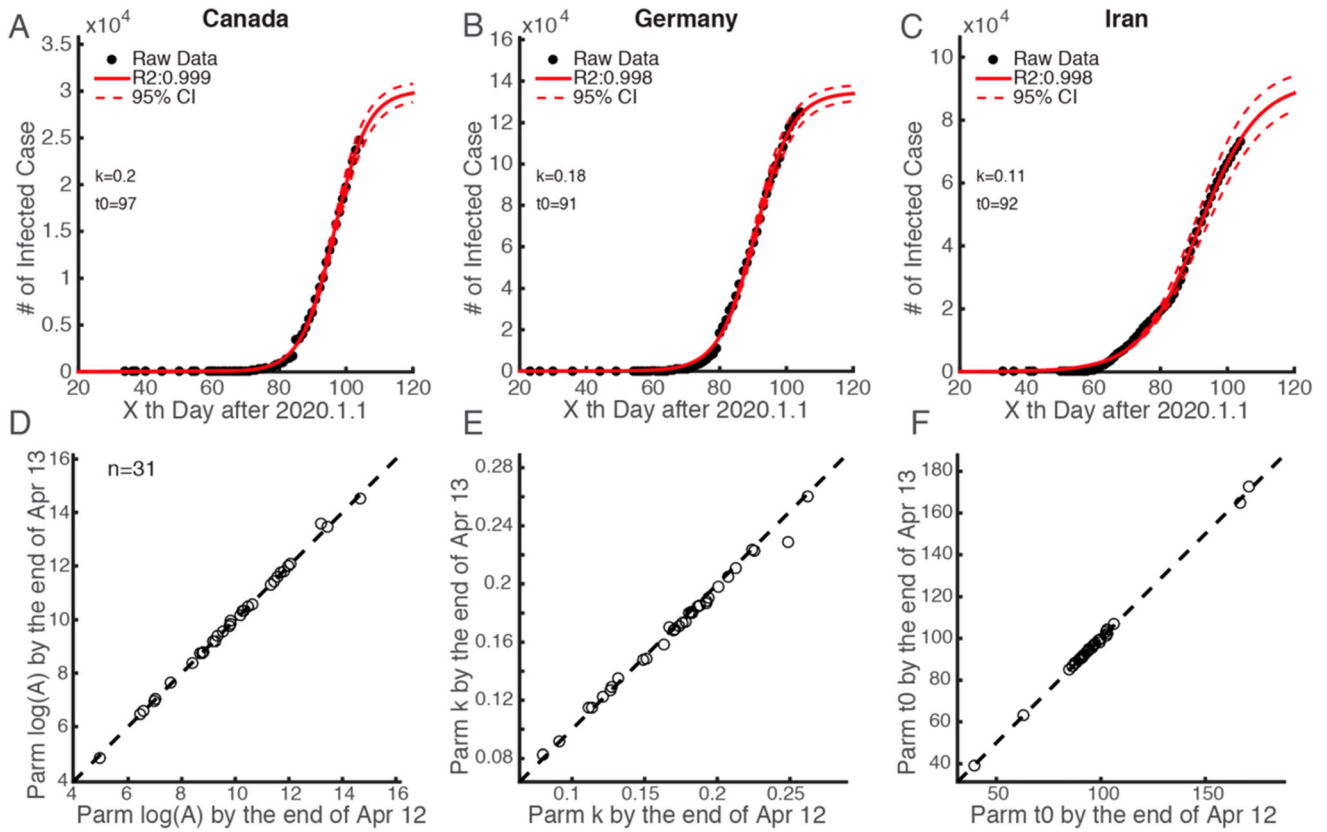 A
Canada
x10⁴
3.5
3
2.5
2
1.5
1
0.5
0
Raw Data
R2:0.999
95% CI
k=0.2
t0=97
# of Infected Case
20 40 60 80 100 120
X th Day after 2020.1.1
B
Germany
x10⁴
16
14
12
10
8
6
4
2
0
Raw Data
R2:0.998
95% CI
k=0.18
t0=91
# of Infected Case
20 40 60 80 100 120
X th Day after 2020.1.1
C
Iran
x10⁴
10
8
6
4
2
0
Raw Data
R2:0.998
95% CI
k=0.11
t0=92
# of Infected Case
20 40 60 80 100 120
X th Day after 2020.1.1
D
16
14
12
10
8
6
4
n=31
Parm log(A) by the end of Apr 13
4 6 8 10 12 14 16
Parm log(A) by the end of Apr 12
E
0.28
0.24
0.2
0.16
0.12
0.08
Parm k by the end of Apr 13
0.1 0.15 0.2 0.25
Parm k by the end of Apr 12
F
180
160
140
120
100
80
60
40
Parm t0 by the end of Apr 13
50 100 150
Parm t0 by the end of Apr 12